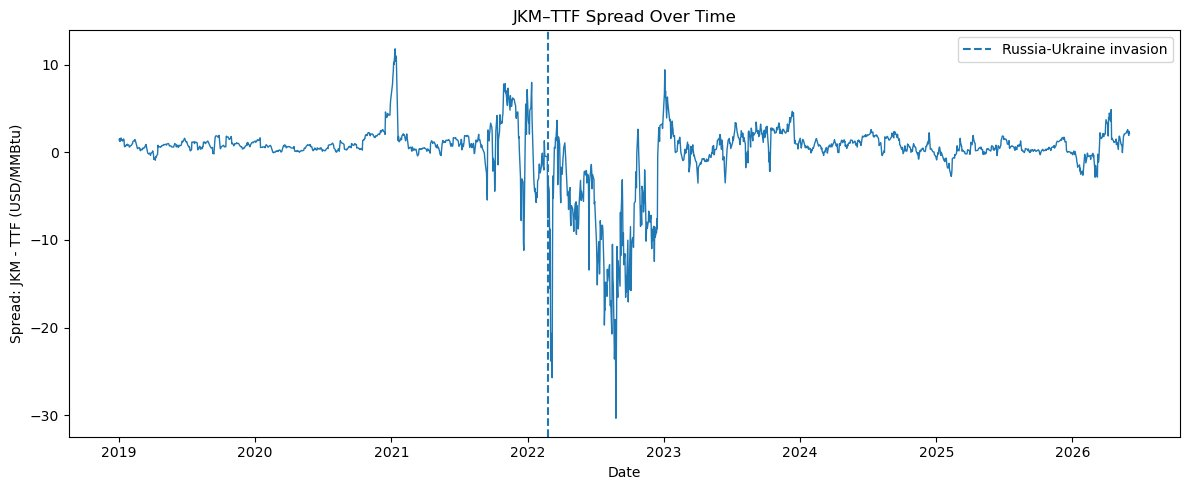 JKM–TTF Spread Over Time
Russia-Ukraine invasion
Spread: JKM - TTF (USD/MMBtu)
10
0
−10
−20
−30
2019 2020 2021 2022 2023 2024 2025 2026
Date